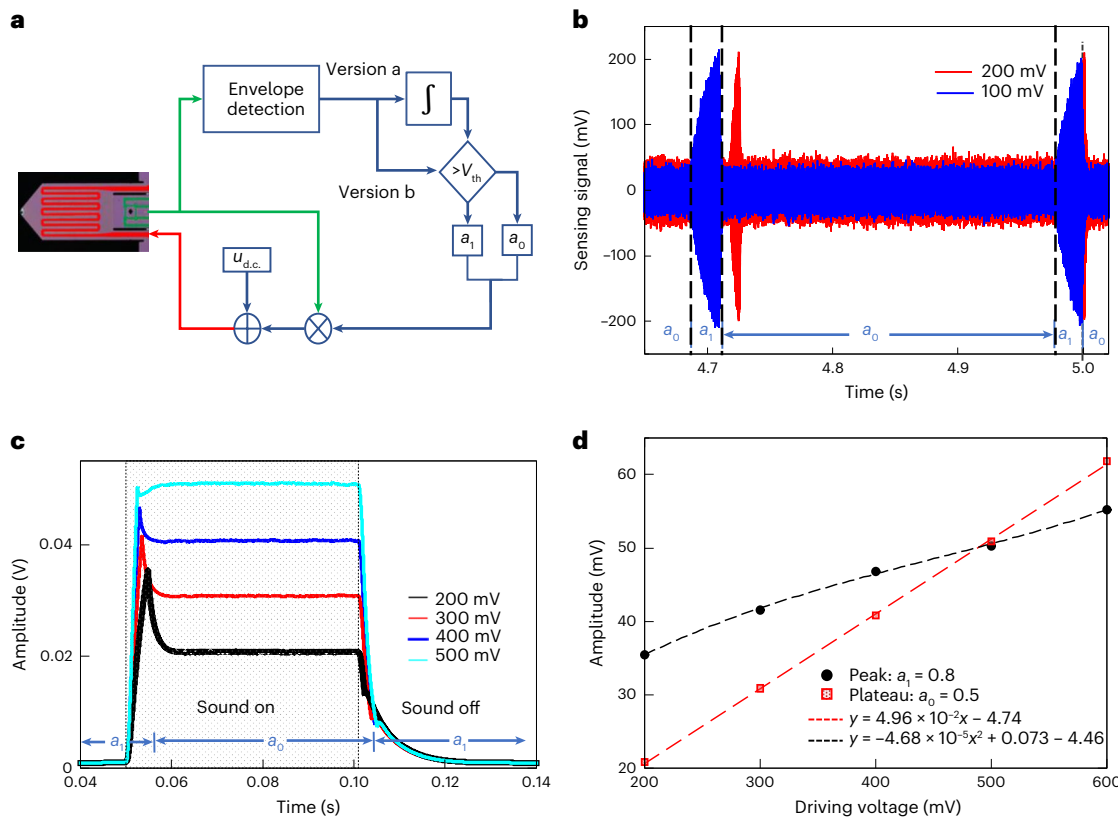 a
Envelope
detection
Version a
∫
>V_th
Version b
a_1
a_0
u_d.c.
b
Sensing signal (mV)
200
100
0
−100
−200
200 mV
100 mV
a_0
a_1
a_0
a_1
a_0
4.7
4.8
4.9
5.0
Time (s)
c
Amplitude (V)
0.04
0.02
0
200 mV
300 mV
400 mV
500 mV
Sound on
Sound off
a_1
a_0
a_1
0.04
0.06
0.08
0.10
0.12
0.14
Time (s)
d
Amplitude (mV)
60
50
40
30
20
Peak: a_1 = 0.8
Plateau: a_0 = 0.5
y = 4.96 × 10^−2x − 4.74
y = −4.68 × 10^−5x^2 + 0.073 − 4.46
200
300
400
500
600
Driving voltage (mV)